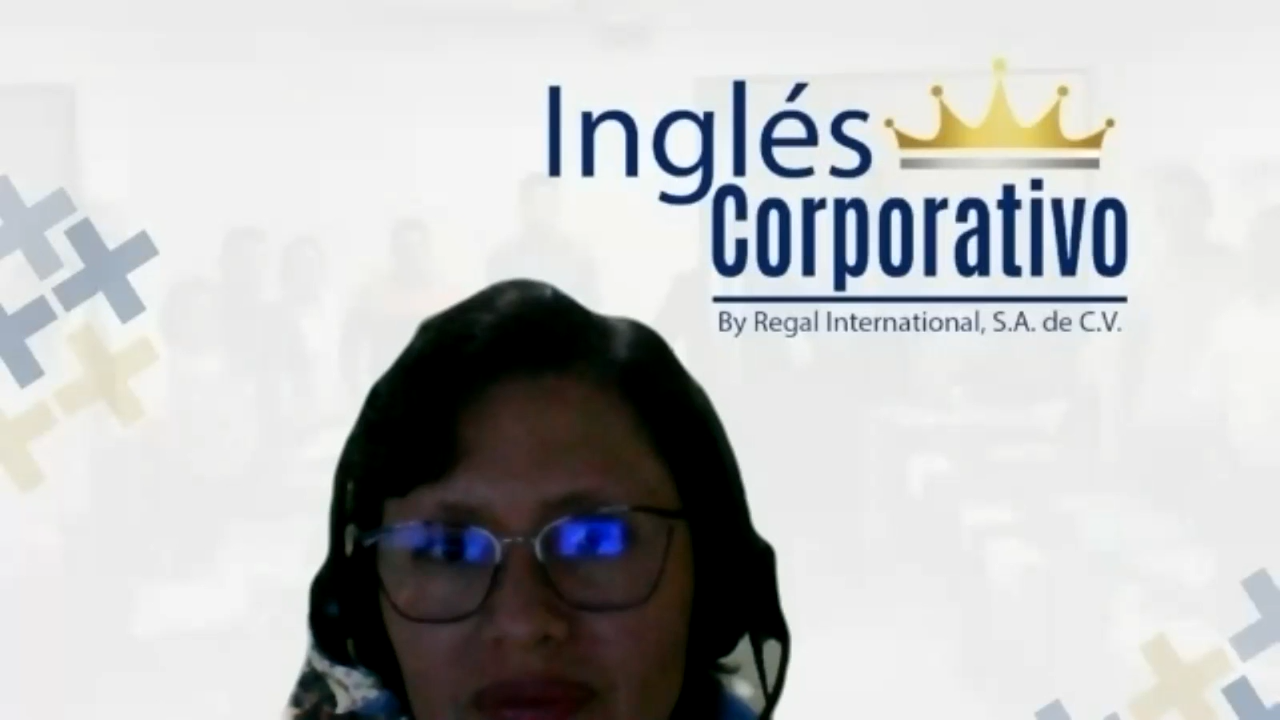 Inglés
Corporativo
By Regal International, S.A. de C.V.